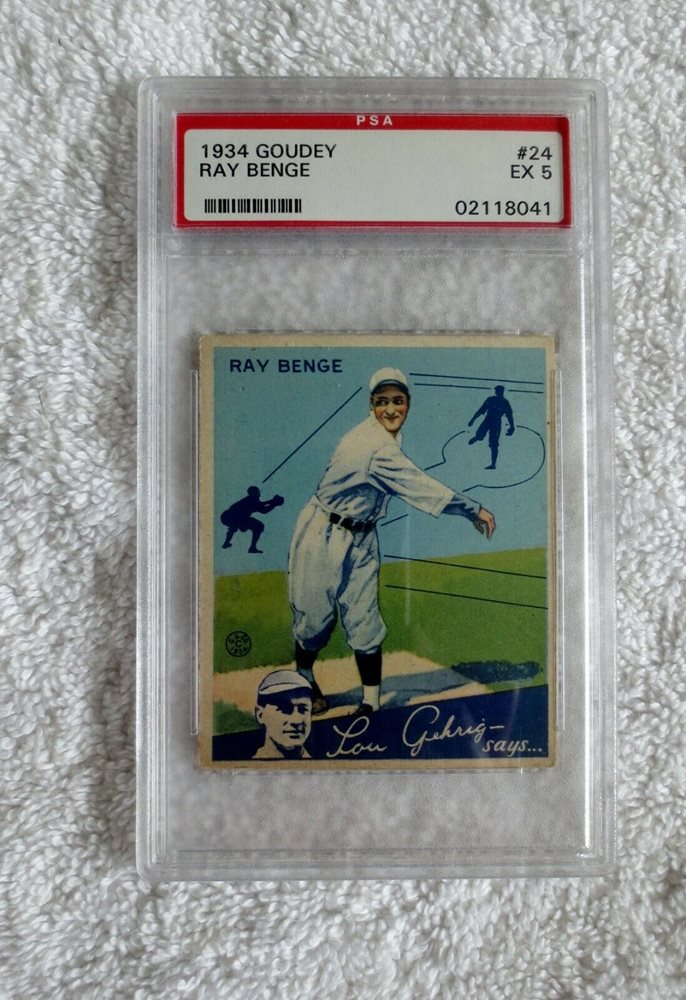 PSA
1934 GOUDEY #24
RAY BENGE EX 5
02118041
RAY BENGE
Lou Gehrig—
says...